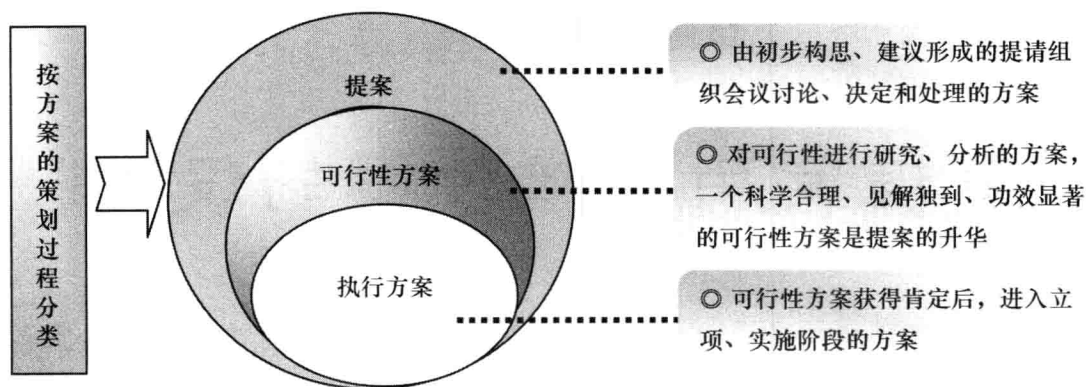 按方案的策划过程分类
提案
可行性方案
执行方案
◎ 由初步构思、建议形成的提请组
织会议讨论、决定和处理的方案
◎ 对可行性进行研究、分析的方案，
一个科学合理、见解独到、功效显著
的可行性方案是提案的升华
◎ 可行性方案获得肯定后，进入立
项、实施阶段的方案